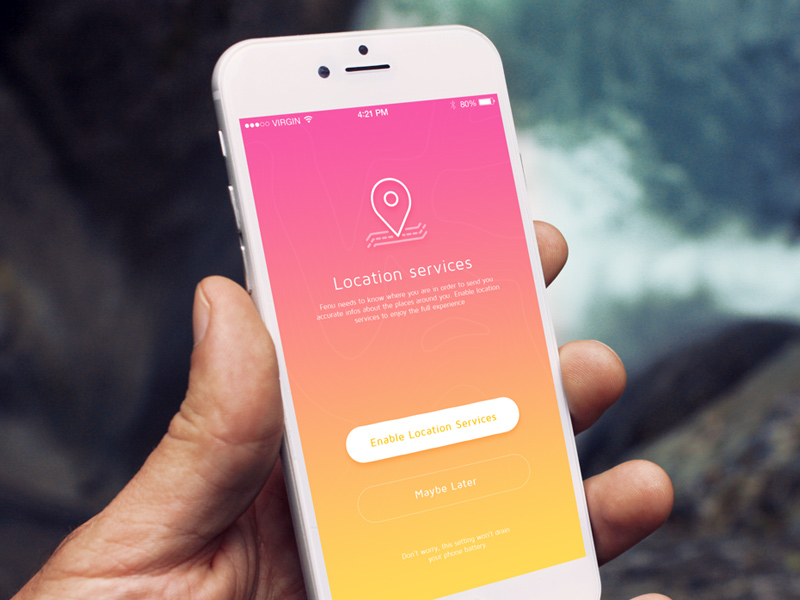 VIRGIN 4:21 PM 80%
Location services
Fenu needs to know where you are in order to send you
accurate infos about the places around you. Enable location
services to enjoy the full experience
Enable Location Services
Maybe Later
Don't worry, this setting won't drain
your phone battery.